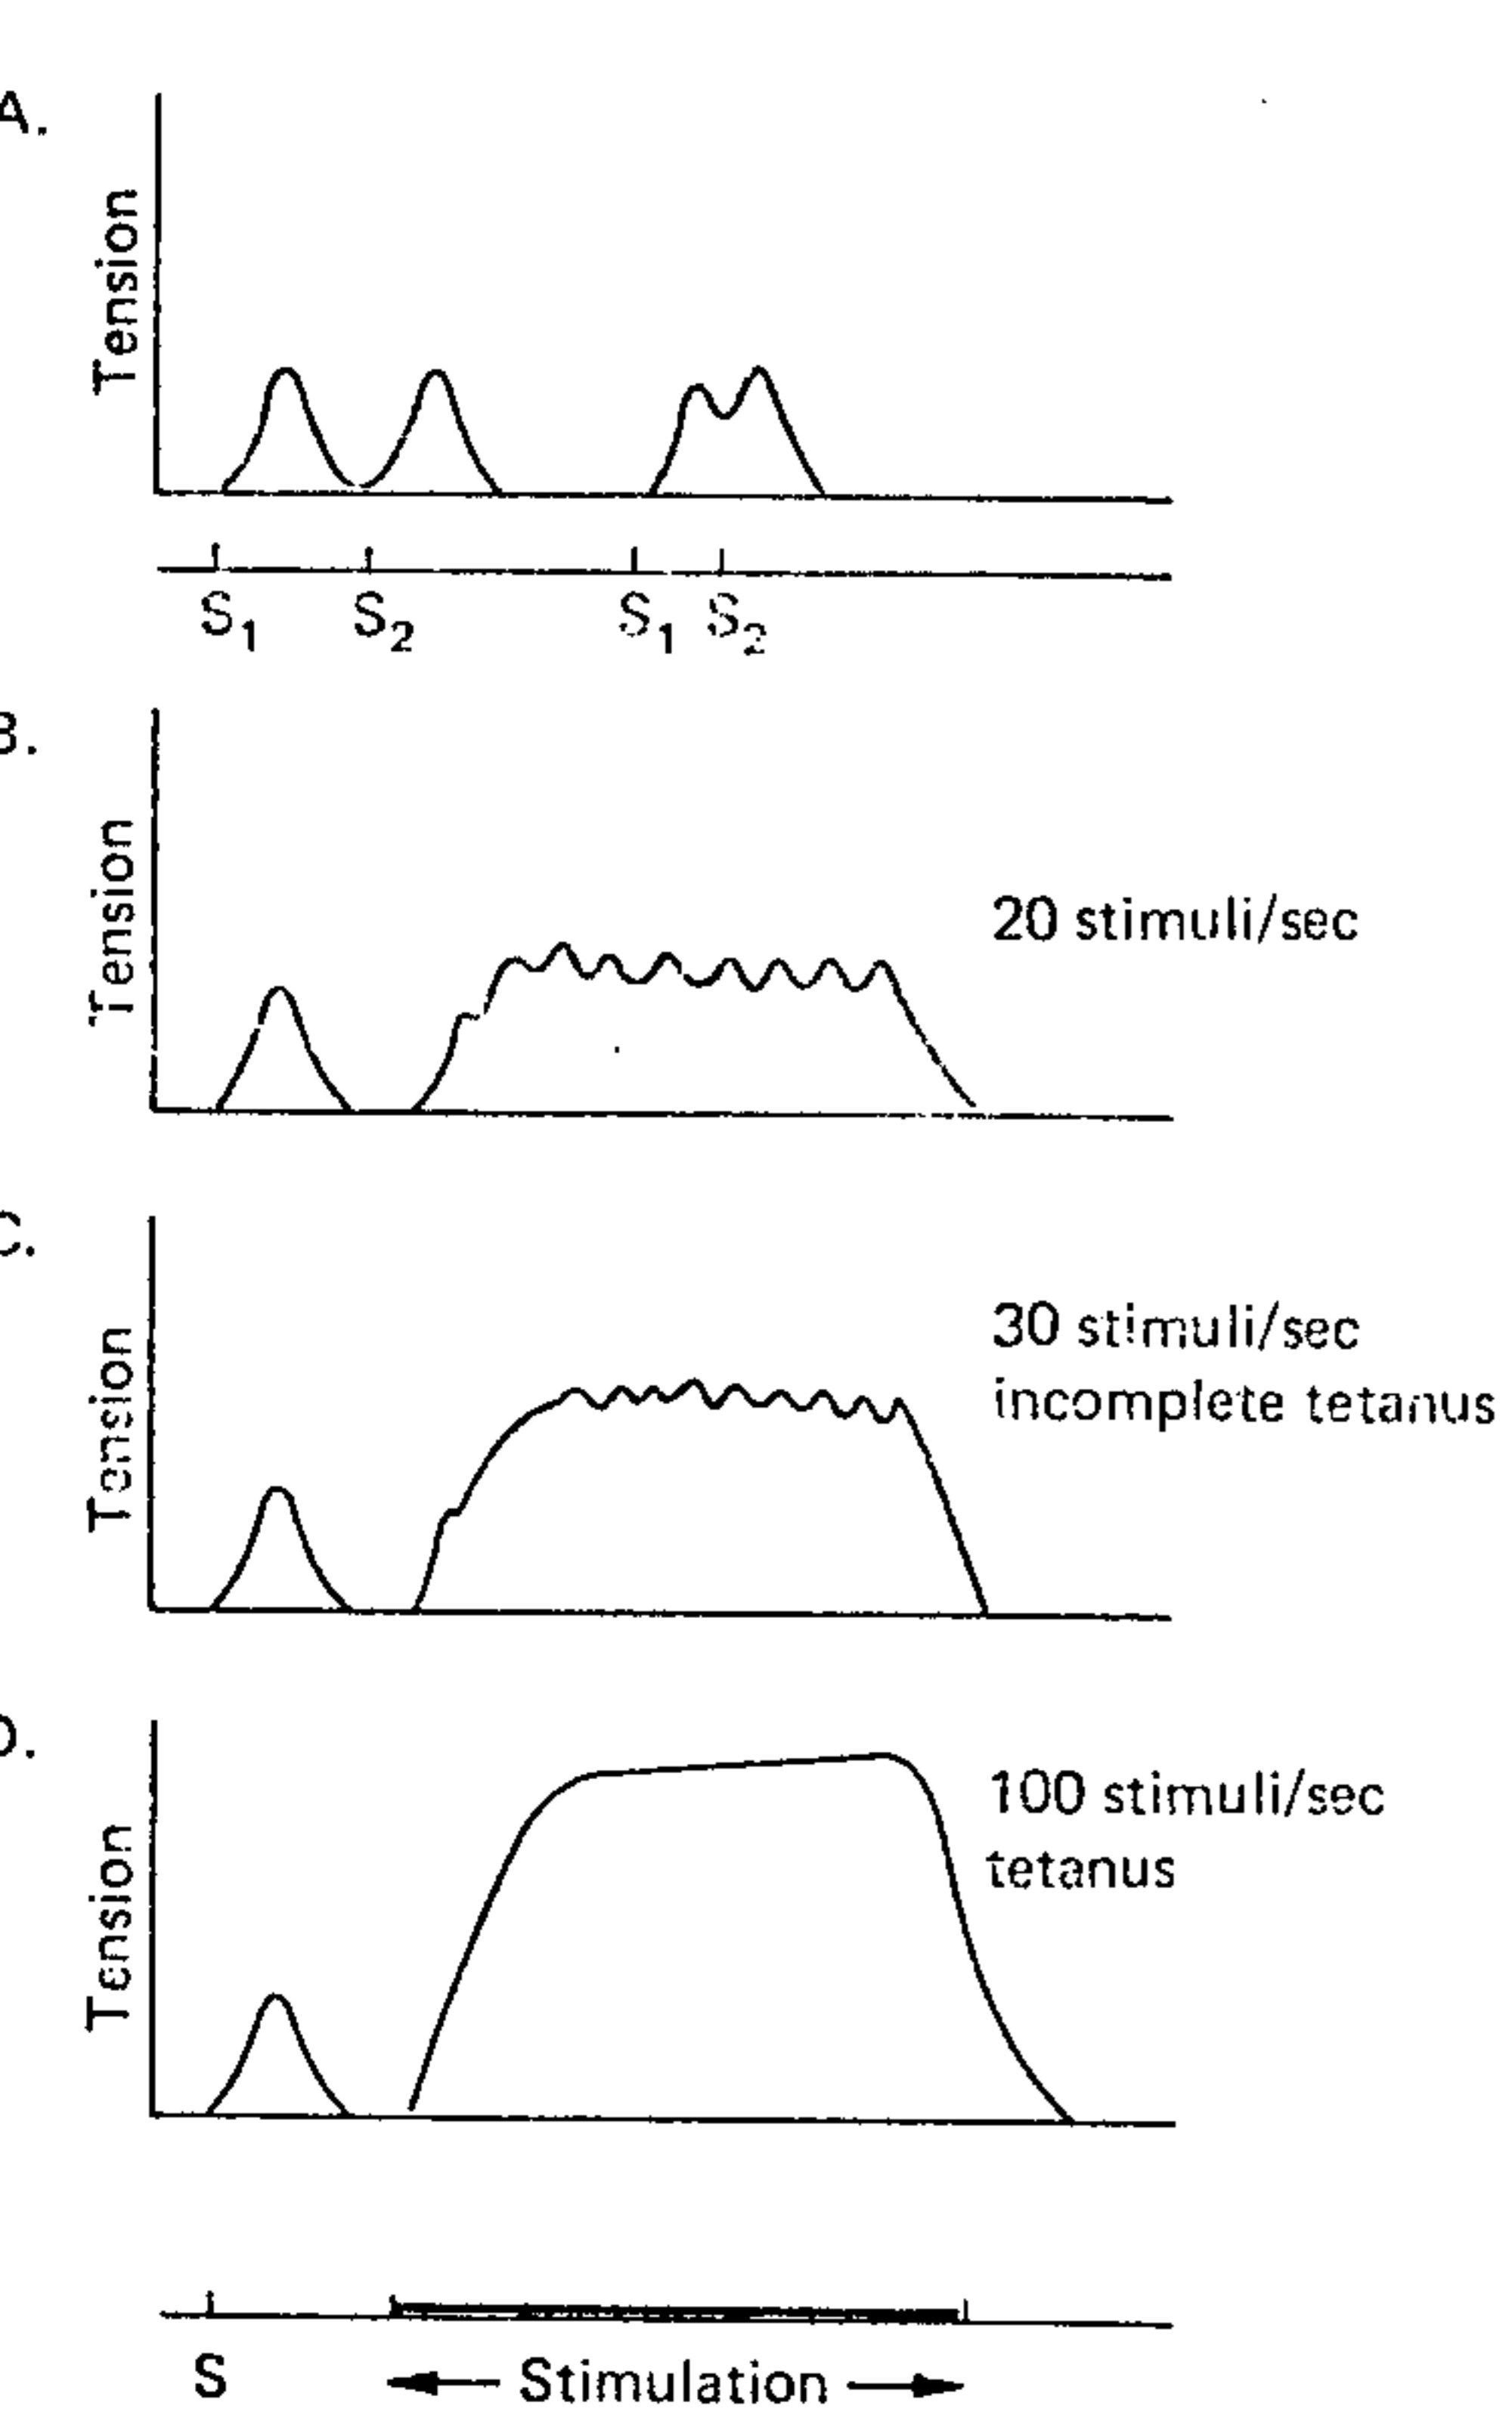 A.
Tension
S1 S2 S1 S2
B.
Tension
20 stimuli/sec
C.
Tension
30 stimuli/sec
incomplete tetanus
D.
Tension
100 stimuli/sec
tetanus
S
Stimulation